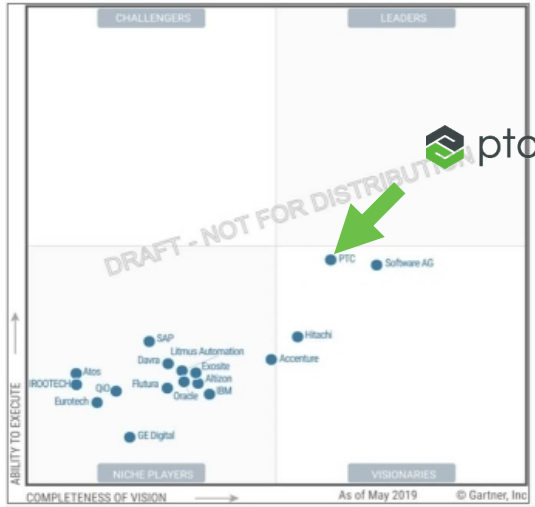 CHALLENGERS
LEADERS
ptc
DRAFT - NOT FOR DISTRIBUTION
PTC
Software AG
Hitachi
Accenture
SAP
Litmus Automation
Davra
Exosite
Atos
Altizon
IROOTECH
QiO
Flutura
IBM
Oracle
Eurotech
GE Digital
ABILITY TO EXECUTE
NICHE PLAYERS
VISIONARIES
COMPLETENESS OF VISION
As of May 2019
© Gartner, Inc